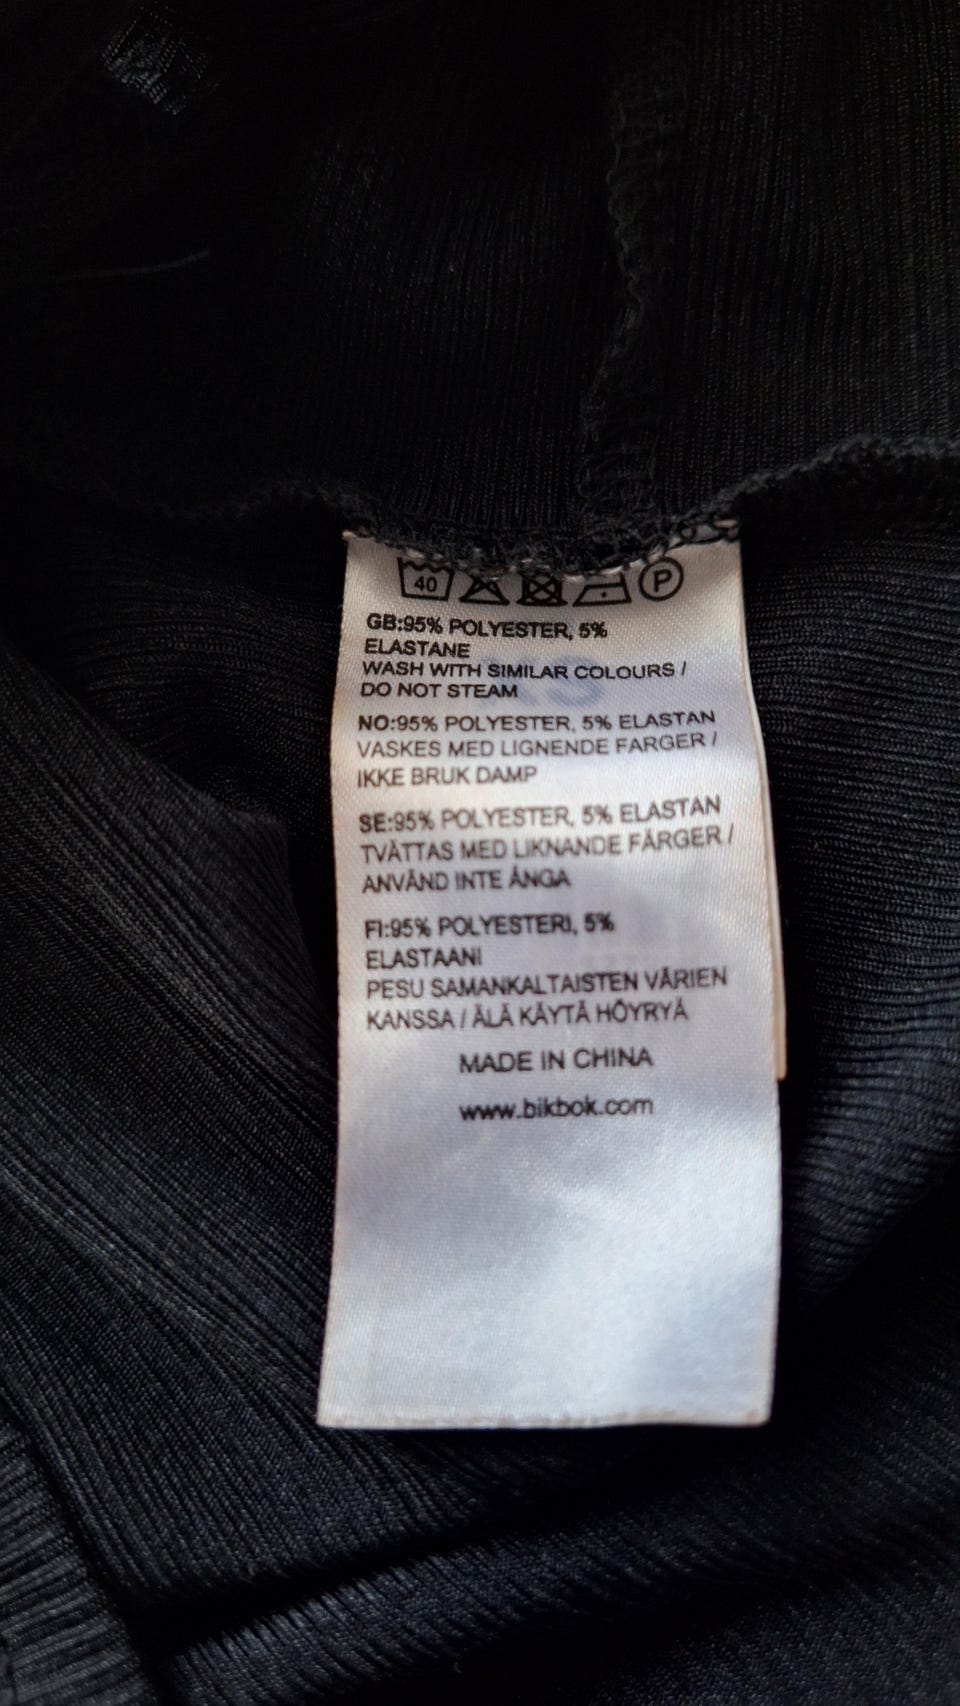 40 P
GB:95% POLYESTER, 5%
ELASTANE
WASH WITH SIMILAR COLOURS /
DO NOT STEAM
NO:95% POLYESTER, 5% ELASTAN
VASKES MED LIGNENDE FARGER /
IKKE BRUK DAMP
SE:95% POLYESTER, 5% ELASTAN
TVÄTTAS MED LIKNANDE FÄRGER /
ANVÄND INTE ÅNGA
FI:95% POLYESTERI, 5%
ELASTAANI
PESU SAMANKALTAISTEN VÄRIEN
KANSSA / ÄLÄ KÄYTÄ HÖYRYÄ
MADE IN CHINA
www.bikbok.com